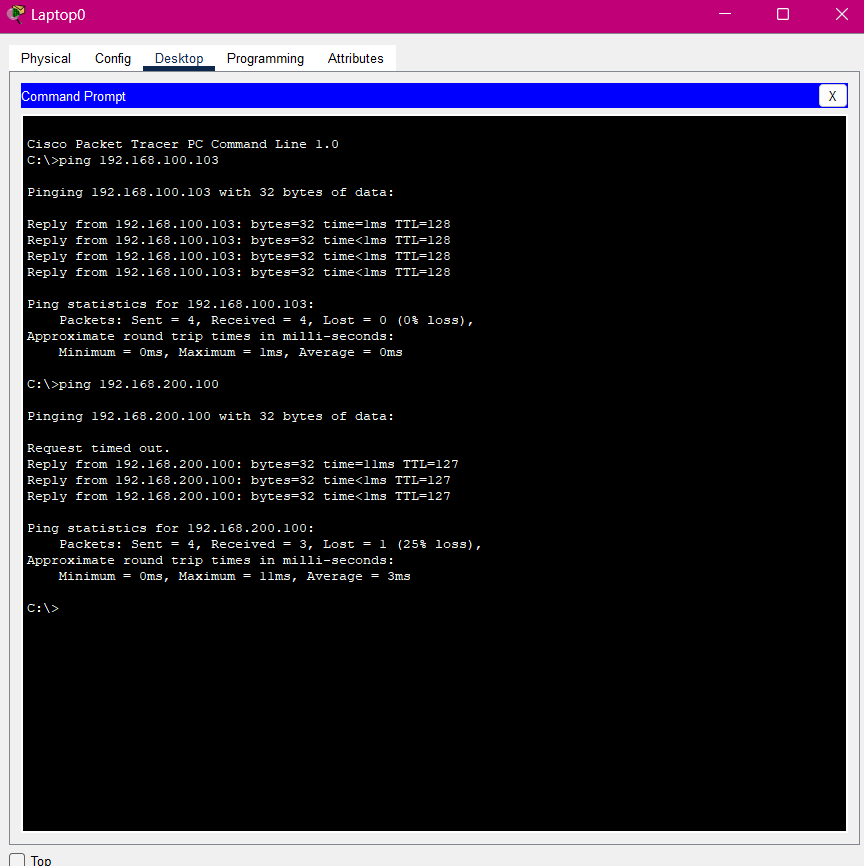 Laptop0
Physical Config Desktop Programming Attributes
Command Prompt X
Cisco Packet Tracer PC Command Line 1.0
C:\>ping 192.168.100.103
Pinging 192.168.100.103 with 32 bytes of data:
Reply from 192.168.100.103: bytes=32 time=1ms TTL=128
Reply from 192.168.100.103: bytes=32 time<1ms TTL=128
Reply from 192.168.100.103: bytes=32 time<1ms TTL=128
Reply from 192.168.100.103: bytes=32 time<1ms TTL=128
Ping statistics for 192.168.100.103:
    Packets: Sent = 4, Received = 4, Lost = 0 (0% loss),
Approximate round trip times in milli-seconds:
    Minimum = 0ms, Maximum = 1ms, Average = 0ms
C:\>ping 192.168.200.100
Pinging 192.168.200.100 with 32 bytes of data:
Request timed out.
Reply from 192.168.200.100: bytes=32 time=11ms TTL=127
Reply from 192.168.200.100: bytes=32 time<1ms TTL=127
Reply from 192.168.200.100: bytes=32 time<1ms TTL=127
Ping statistics for 192.168.200.100:
    Packets: Sent = 4, Received = 3, Lost = 1 (25% loss),
Approximate round trip times in milli-seconds:
    Minimum = 0ms, Maximum = 11ms, Average = 3ms
C:\>
Top